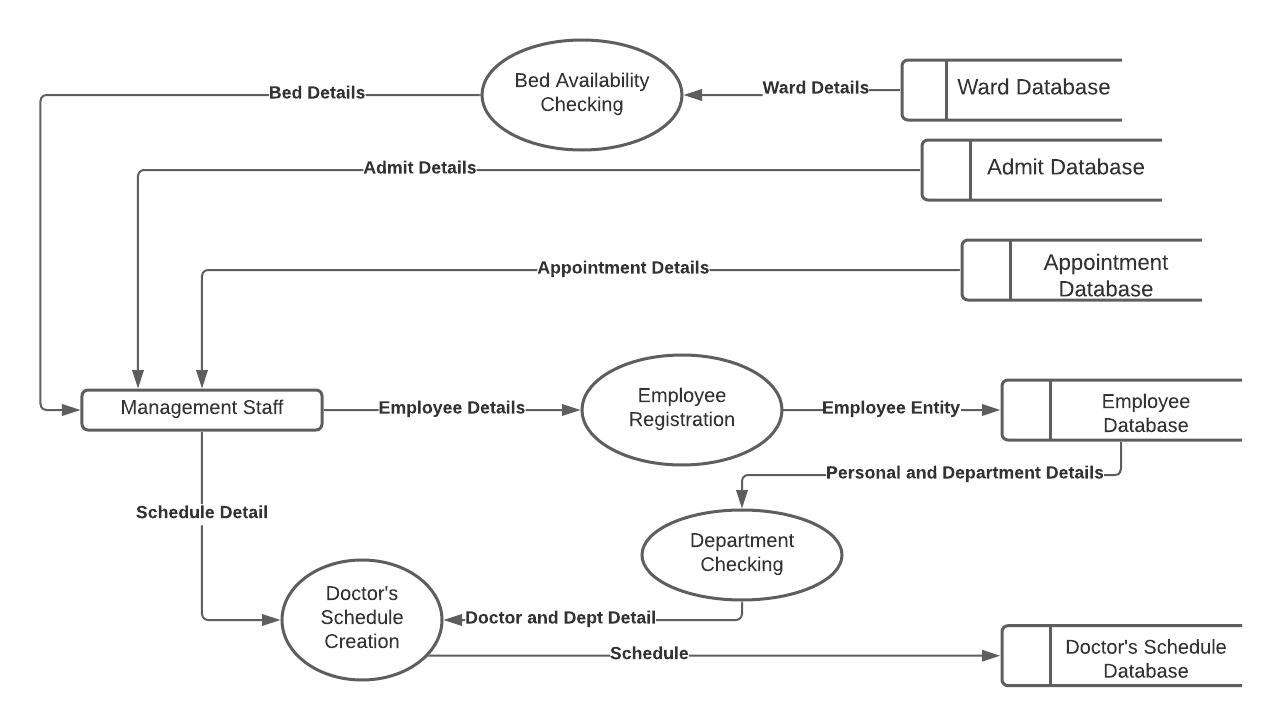 Bed Availability
Checking
Ward Details
Ward Database
Bed Details
Admit Details
Admit Database
Appointment Details
Appointment
Database
Management Staff
Employee Details
Employee
Registration
Employee Entity
Employee
Database
Personal and Department Details
Schedule Detail
Department
Checking
Doctor's
Schedule
Creation
Doctor and Dept Detail
Schedule
Doctor's Schedule
Database